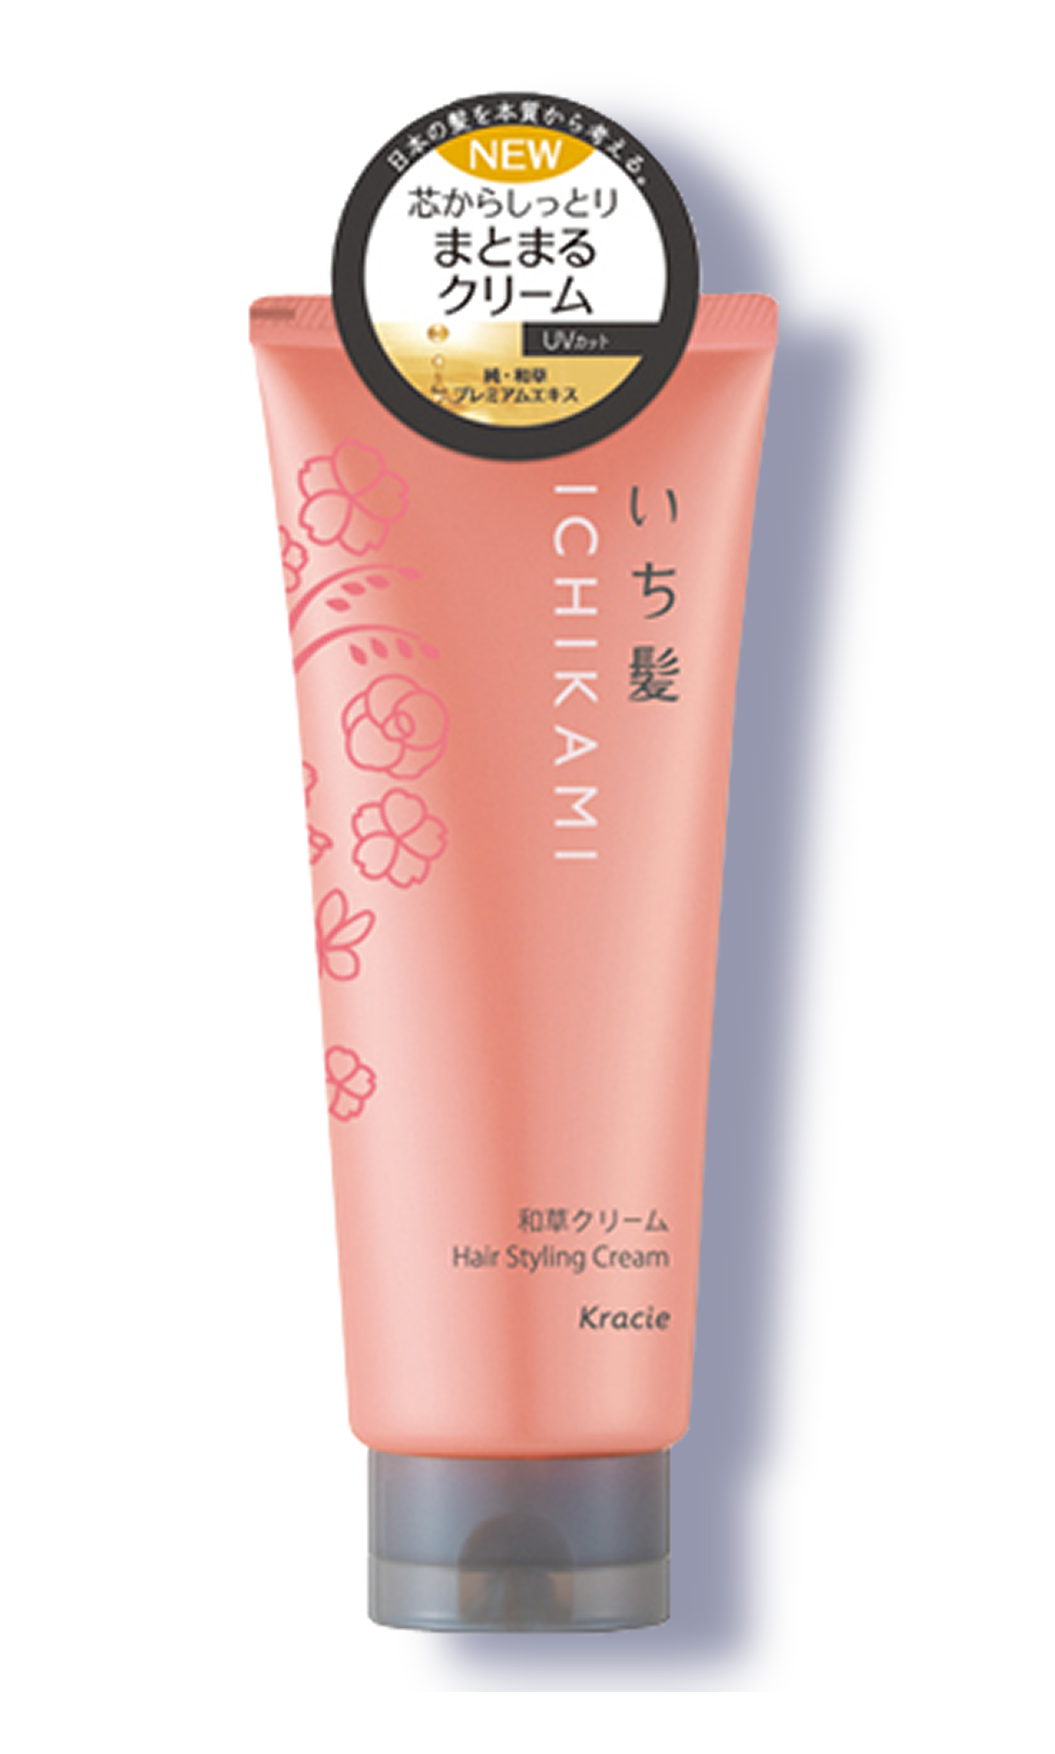 日本の髪を本質から考える。
NEW
芯からしっとり
まとまる
クリーム
UVカット
純・和草
プレミアムエキス
いち髪
ICHIKAMI
和草クリーム
Hair Styling Cream
Kracie